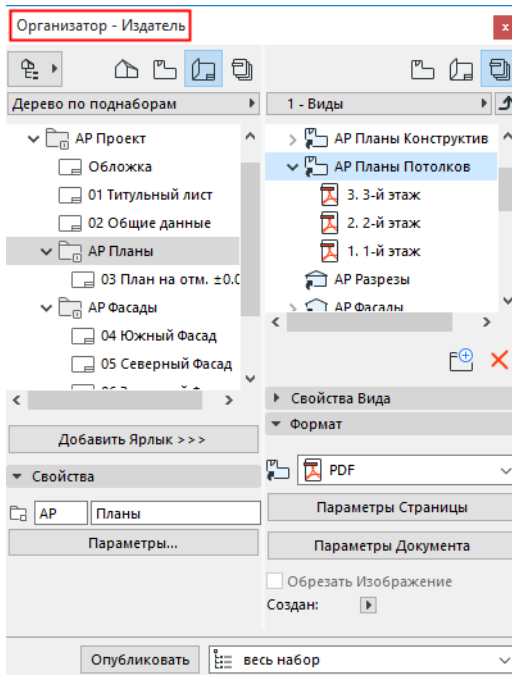 Организатор - Издатель
x
Дерево по поднаборам
АР Проект
Обложка
01 Титульный лист
02 Общие данные
АР Планы
03 План на отм. ±0.0
АР Фасады
04 Южный Фасад
05 Северный Фасад
Добавить Ярлык >>>
Свойства
АР
Планы
Параметры...
1 - Виды
АР Планы Конструктив
АР Планы Потолков
3. 3-й этаж
2. 2-й этаж
1. 1-й этаж
АР Разрезы
АР Фасады
Свойства Вида
Формат
PDF
Параметры Страницы
Параметры Документа
Обрезать Изображение
Создан:
Опубликовать
весь набор